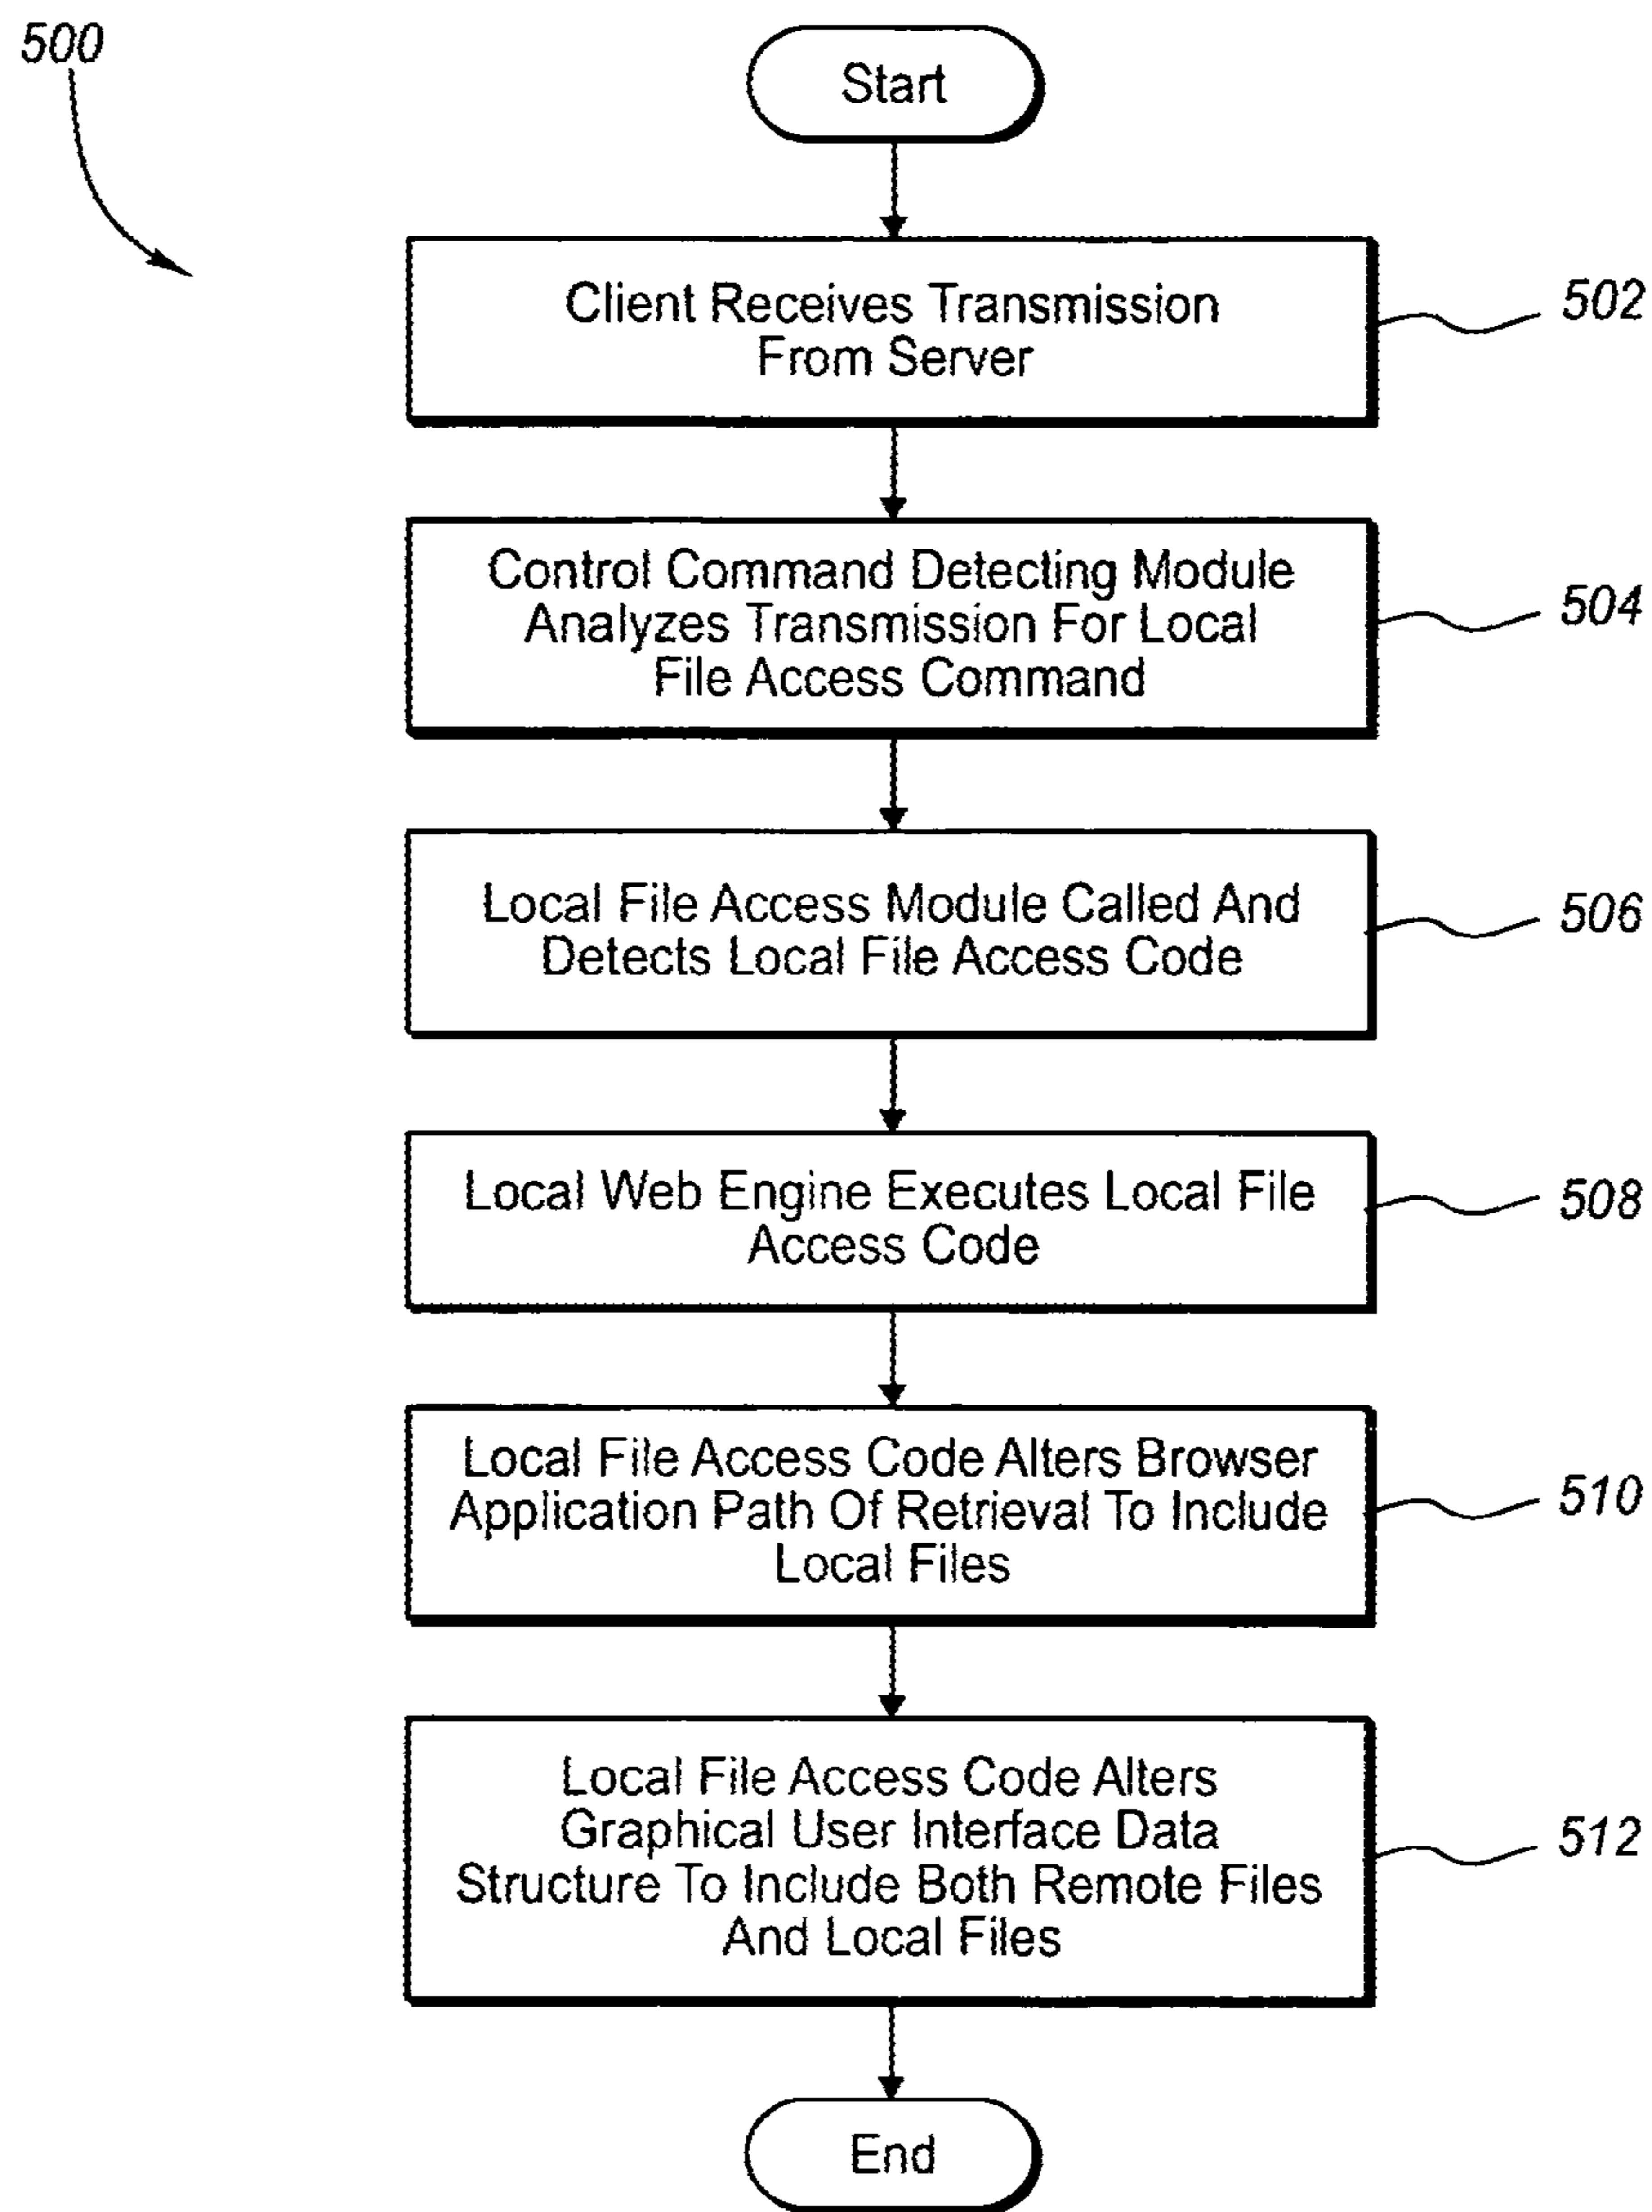 500
Start
Client Receives Transmission
From Server
502
Control Command Detecting Module
Analyzes Transmission For Local
File Access Command
504
Local File Access Module Called And
Detects Local File Access Code
506
Local Web Engine Executes Local File
Access Code
508
Local File Access Code Alters Browser
Application Path Of Retrieval To Include
Local Files
510
Local File Access Code Alters
Graphical User Interface Data
Structure To Include Both Remote Files
And Local Files
512
End